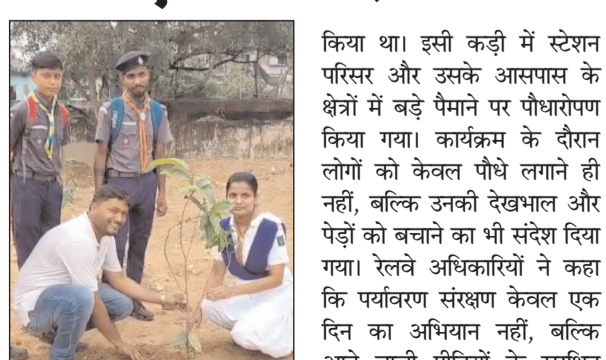 किया था। इसी कड़ी में स्टेशन
परिसर और उसके आसपास के
क्षेत्रों में बड़े पैमाने पर पौधारोपण
किया गया। कार्यक्रम के दौरान
लोगों को केवल पौधे लगाने ही
नहीं, बल्कि उनकी देखभाल और
पेड़ों को बचाने का भी संदेश दिया
गया। रेलवे अधिकारियों ने कहा
कि पर्यावरण संरक्षण केवल एक
दिन का अभियान नहीं, बल्कि